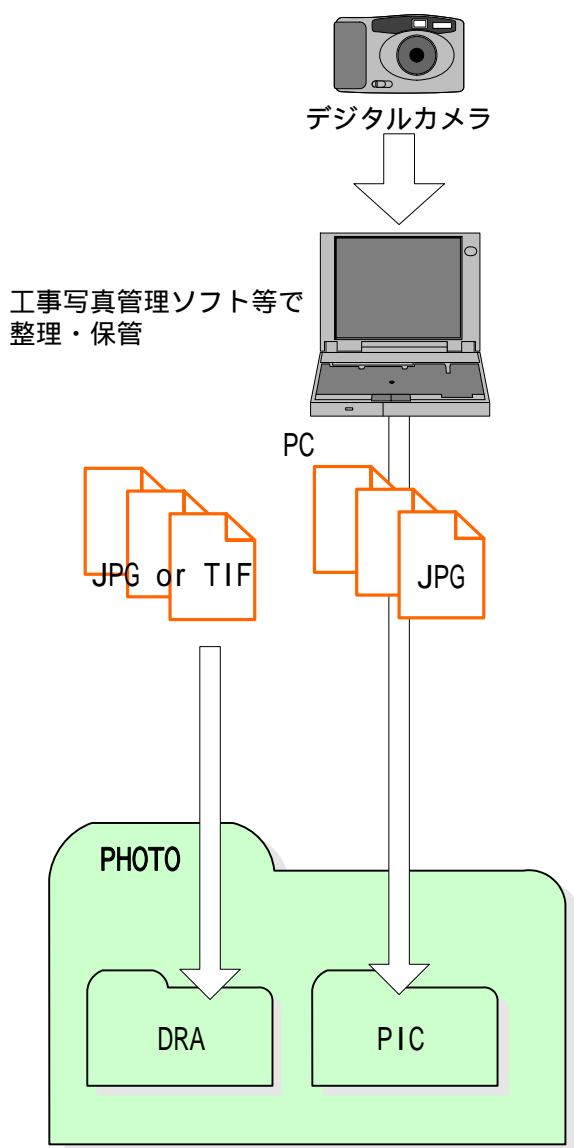 デジタルカメラ
工事写真管理ソフト等で
整理・保管
PC
JPG or TIF
JPG
PHOTO
DRA
PIC